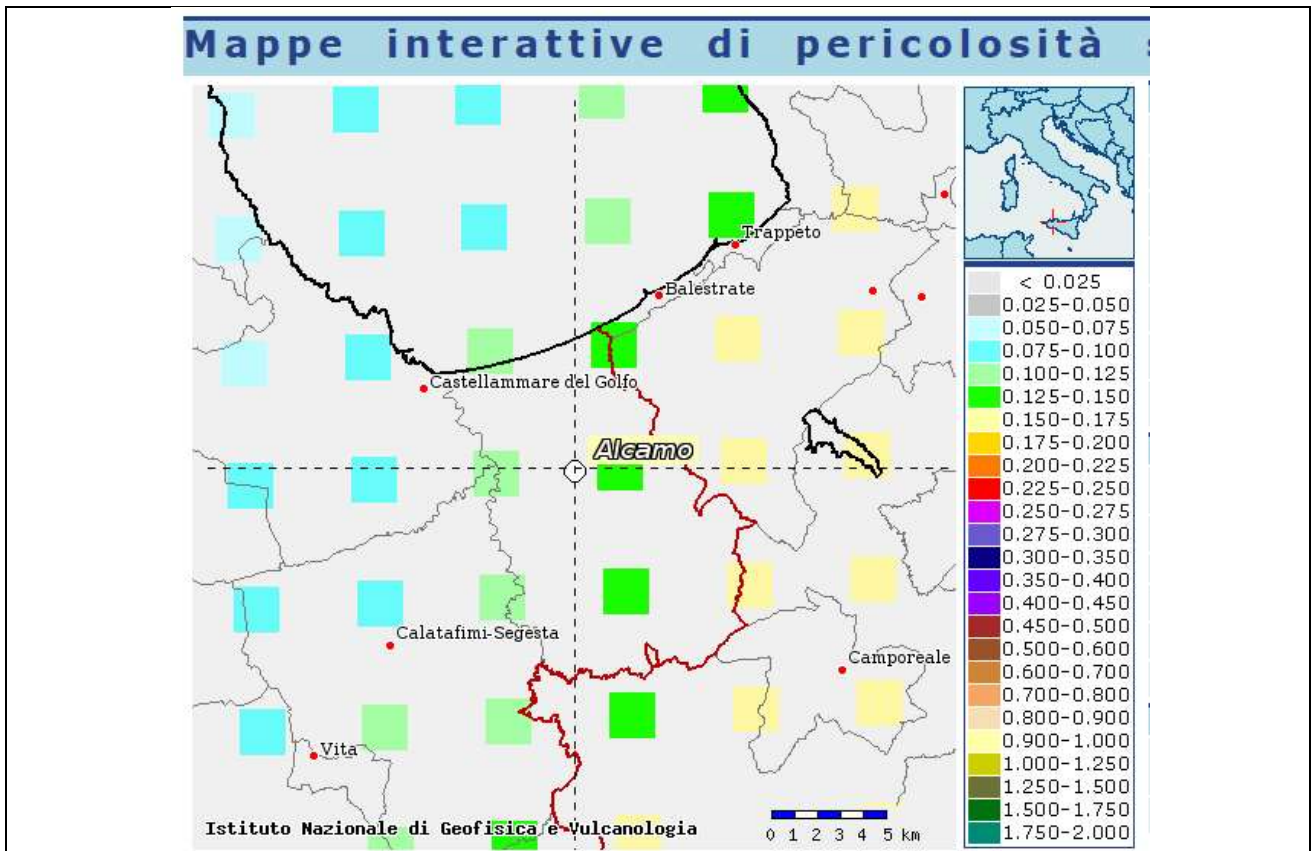 Mappe interattive di pericolosità s
Trappeto
Balestrate
Castellammare del Golfo
Alcamo
Calatafimi-Segesta
Camporeale
Vita
Istituto Nazionale di Geofisica e Vulcanologia
0 1 2 3 4 5 km
< 0.025
0.025-0.050
0.050-0.075
0.075-0.100
0.100-0.125
0.125-0.150
0.150-0.175
0.175-0.200
0.200-0.225
0.225-0.250
0.250-0.275
0.275-0.300
0.300-0.350
0.350-0.400
0.400-0.450
0.450-0.500
0.500-0.600
0.600-0.700
0.700-0.800
0.800-0.900
0.900-1.000
1.000-1.250
1.250-1.500
1.500-1.750
1.750-2.000